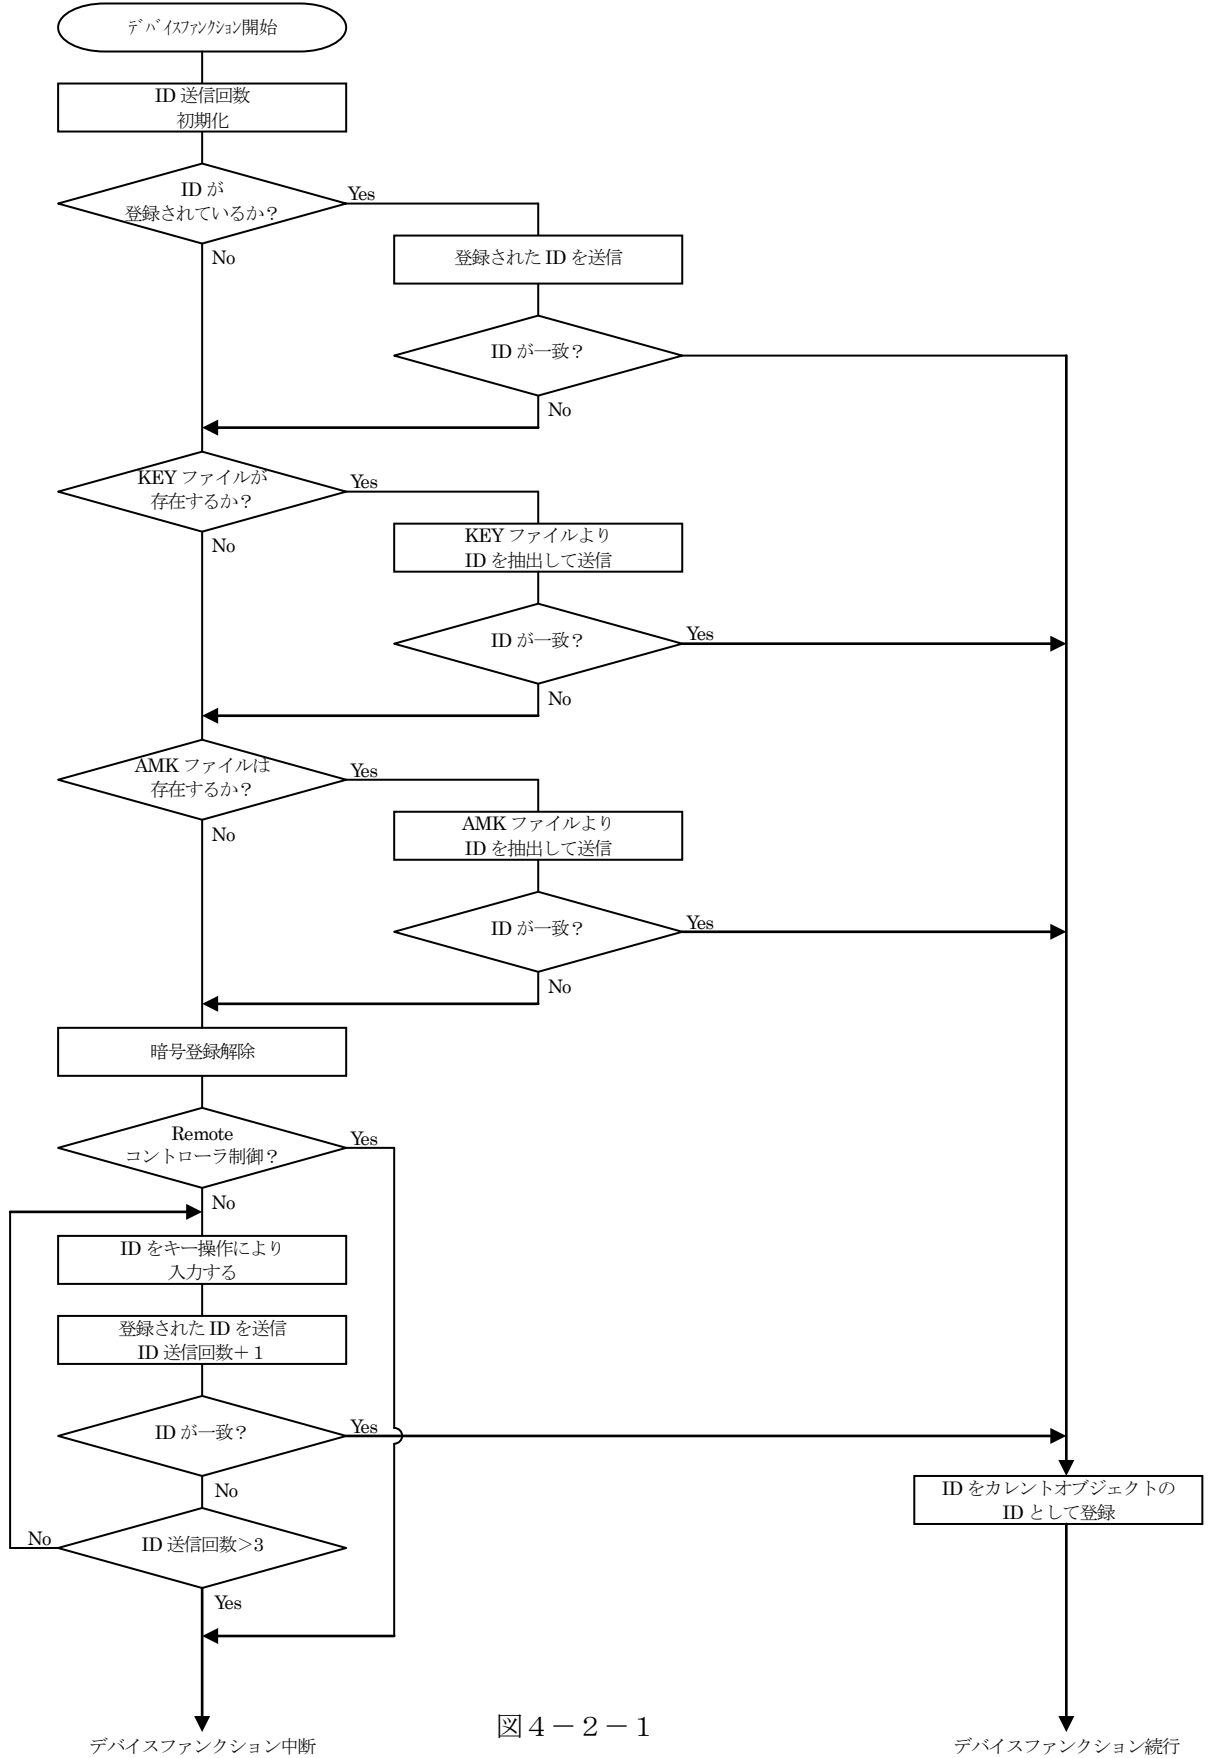 デバイスファンクション開始
ID 送信回数
初期化
ID が
登録されているか？
Yes
No
登録された ID を送信
ID が一致？
No
KEY ファイルが
存在するか？
Yes
No
KEY ファイルより
ID を抽出して送信
ID が一致？
Yes
No
AMK ファイルは
存在するか？
Yes
No
AMK ファイルより
ID を抽出して送信
ID が一致？
Yes
No
暗号登録解除
Remote
コントローラ制御？
Yes
No
ID をキー操作により
入力する
登録された ID を送信
ID 送信回数＋１
ID が一致？
Yes
No
ID をカレントオブジェクトの
ID として登録
ID 送信回数＞3
No
Yes
図４－２－１
デバイスファンクション中断
デバイスファンクション続行